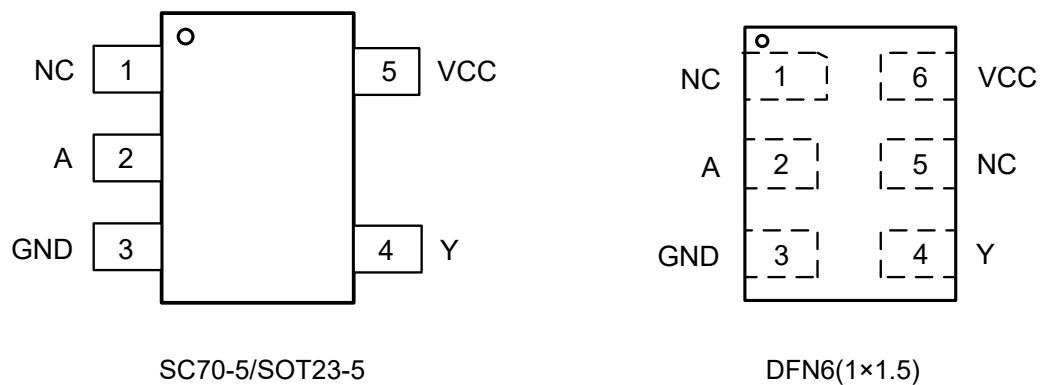 NC 1 5 VCC
A 2
GND 3 4 Y
SC70-5/SOT23-5
NC 1 6 VCC
A 2 5 NC
GND 3 4 Y
DFN6(1×1.5)